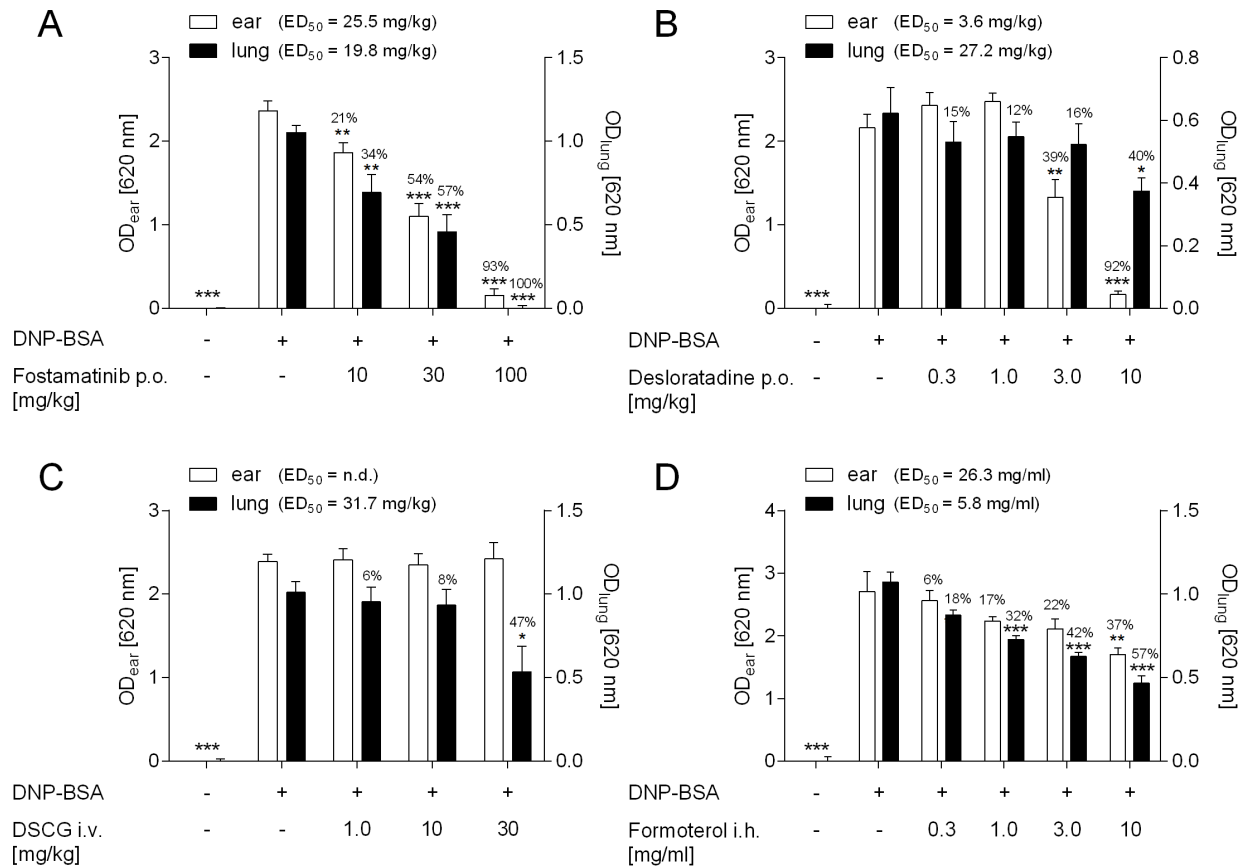 A
ear (ED50 = 25.5 mg/kg)
lung (ED50 = 19.8 mg/kg)
ODear [620 nm]
3
2
1
0
ODlung [620 nm]
1.5
1.0
0.5
0.0
***
21%
**
34%
**
54%
***
57%
***
93%
***
100%
***
DNP-BSA - + + + +
Fostamatinib p.o. - - 10 30 100
[mg/kg]
B
ear (ED50 = 3.6 mg/kg)
lung (ED50 = 27.2 mg/kg)
ODear [620 nm]
3
2
1
0
ODlung [620 nm]
0.8
0.6
0.4
0.2
0.0
***
15%
12%
39%
**
16%
92%
***
40%
*
DNP-BSA - + + + + +
Desloratadine p.o. - - 0.3 1.0 3.0 10
[mg/kg]
C
ear (ED50 = n.d.)
lung (ED50 = 31.7 mg/kg)
ODear [620 nm]
3
2
1
0
ODlung [620 nm]
1.5
1.0
0.5
0.0
***
6%
8%
47%
*
DNP-BSA - + + + +
DSCG i.v. - - 1.0 10 30
[mg/kg]
D
ear (ED50 = 26.3 mg/ml)
lung (ED50 = 5.8 mg/ml)
ODear [620 nm]
4
3
2
1
0
ODlung [620 nm]
1.5
1.0
0.5
0.0
***
6%
18%
17%
32%
***
22%
42%
***
37%
**
57%
***
DNP-BSA - + + + + +
Formoterol i.h. - - 0.3 1.0 3.0 10
[mg/ml]